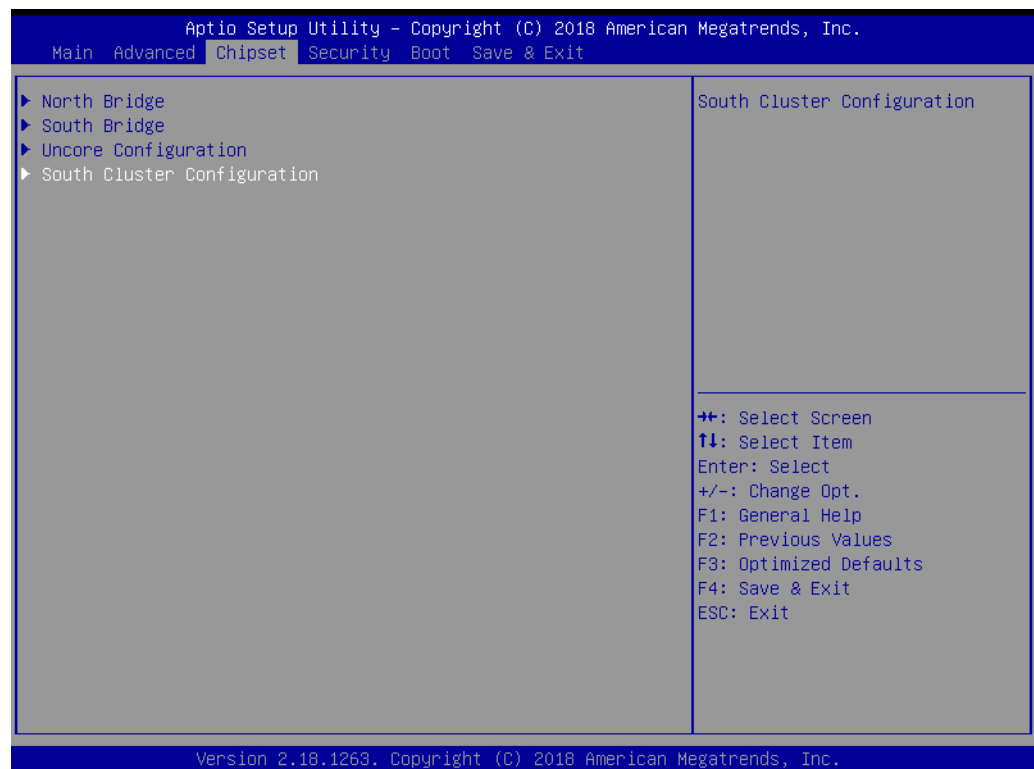 Aptio Setup Utility – Copyright (C) 2018 American Megatrends, Inc.
Main Advanced Chipset Security Boot Save & Exit
▶ North Bridge
▶ South Bridge
▶ Uncore Configuration
▶ South Cluster Configuration
South Cluster Configuration
→←: Select Screen
↑↓: Select Item
Enter: Select
+/-: Change Opt.
F1: General Help
F2: Previous Values
F3: Optimized Defaults
F4: Save & Exit
ESC: Exit
Version 2.18.1263. Copyright (C) 2018 American Megatrends, Inc.